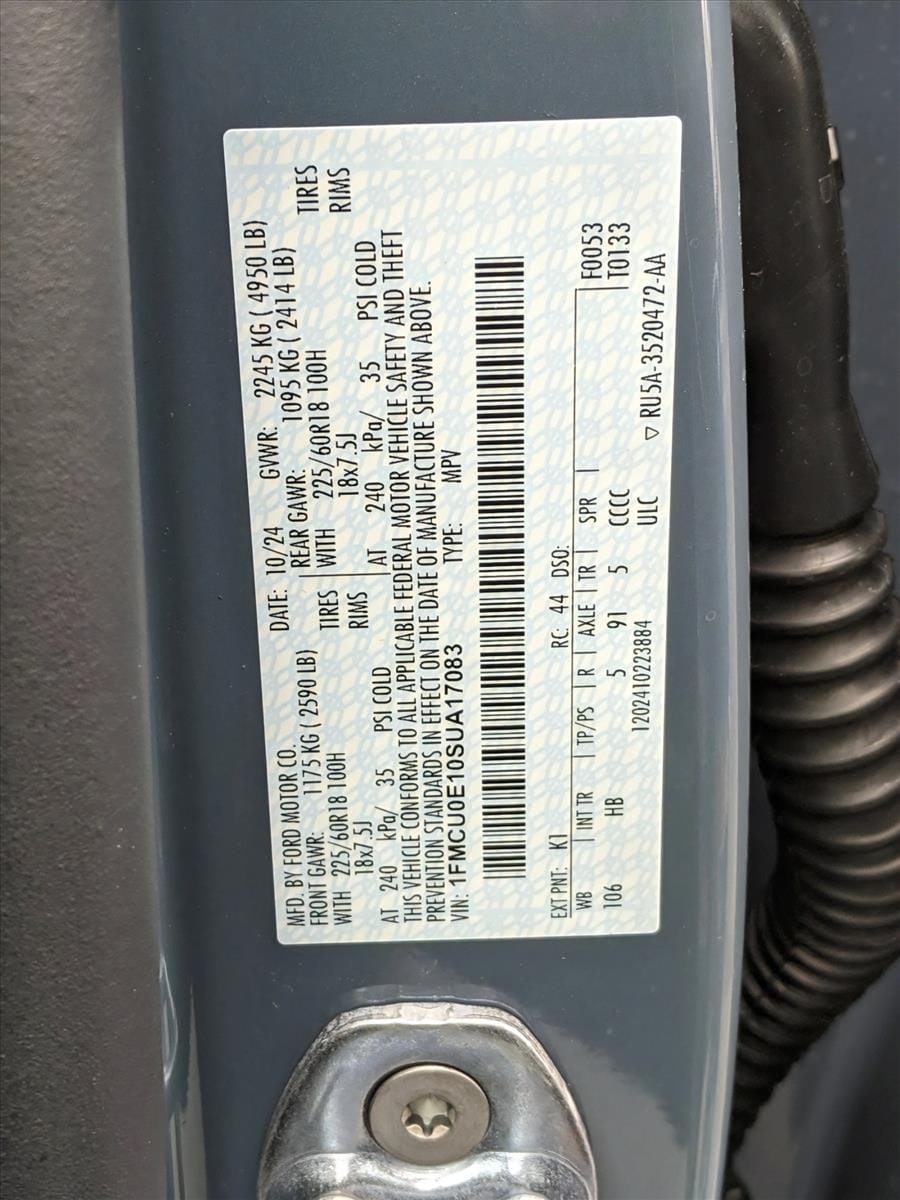 MFD. BY FORD MOTOR CO.
DATE: 10/24 GVWR: 2245 KG ( 4950 LB)
FRONT GAWR: 1175 KG ( 2590 LB) REAR GAWR: 1095 KG ( 2414 LB)
WITH 225/60R18 100H TIRES WITH 225/60R18 100H TIRES
18x7.5J RIMS 18x7.5J RIMS
AT 240 kPa/ 35 PSI COLD AT 240 kPa/ 35 PSI COLD
THIS VEHICLE CONFORMS TO ALL APPLICABLE FEDERAL MOTOR VEHICLE SAFETY AND THEFT
PREVENTION STANDARDS IN EFFECT ON THE DATE OF MANUFACTURE SHOWN ABOVE.
VIN: 1FMCU0E10SUA17083 TYPE: MPV
EXT PNT: K1 RC: 44 DSO: F0053
WB INT TR TP/PS R AXLE TR SPR T0133
106 HB 5 91 5 CCCC
1202410223884 ULC ▽ RU5A-3520472-AA